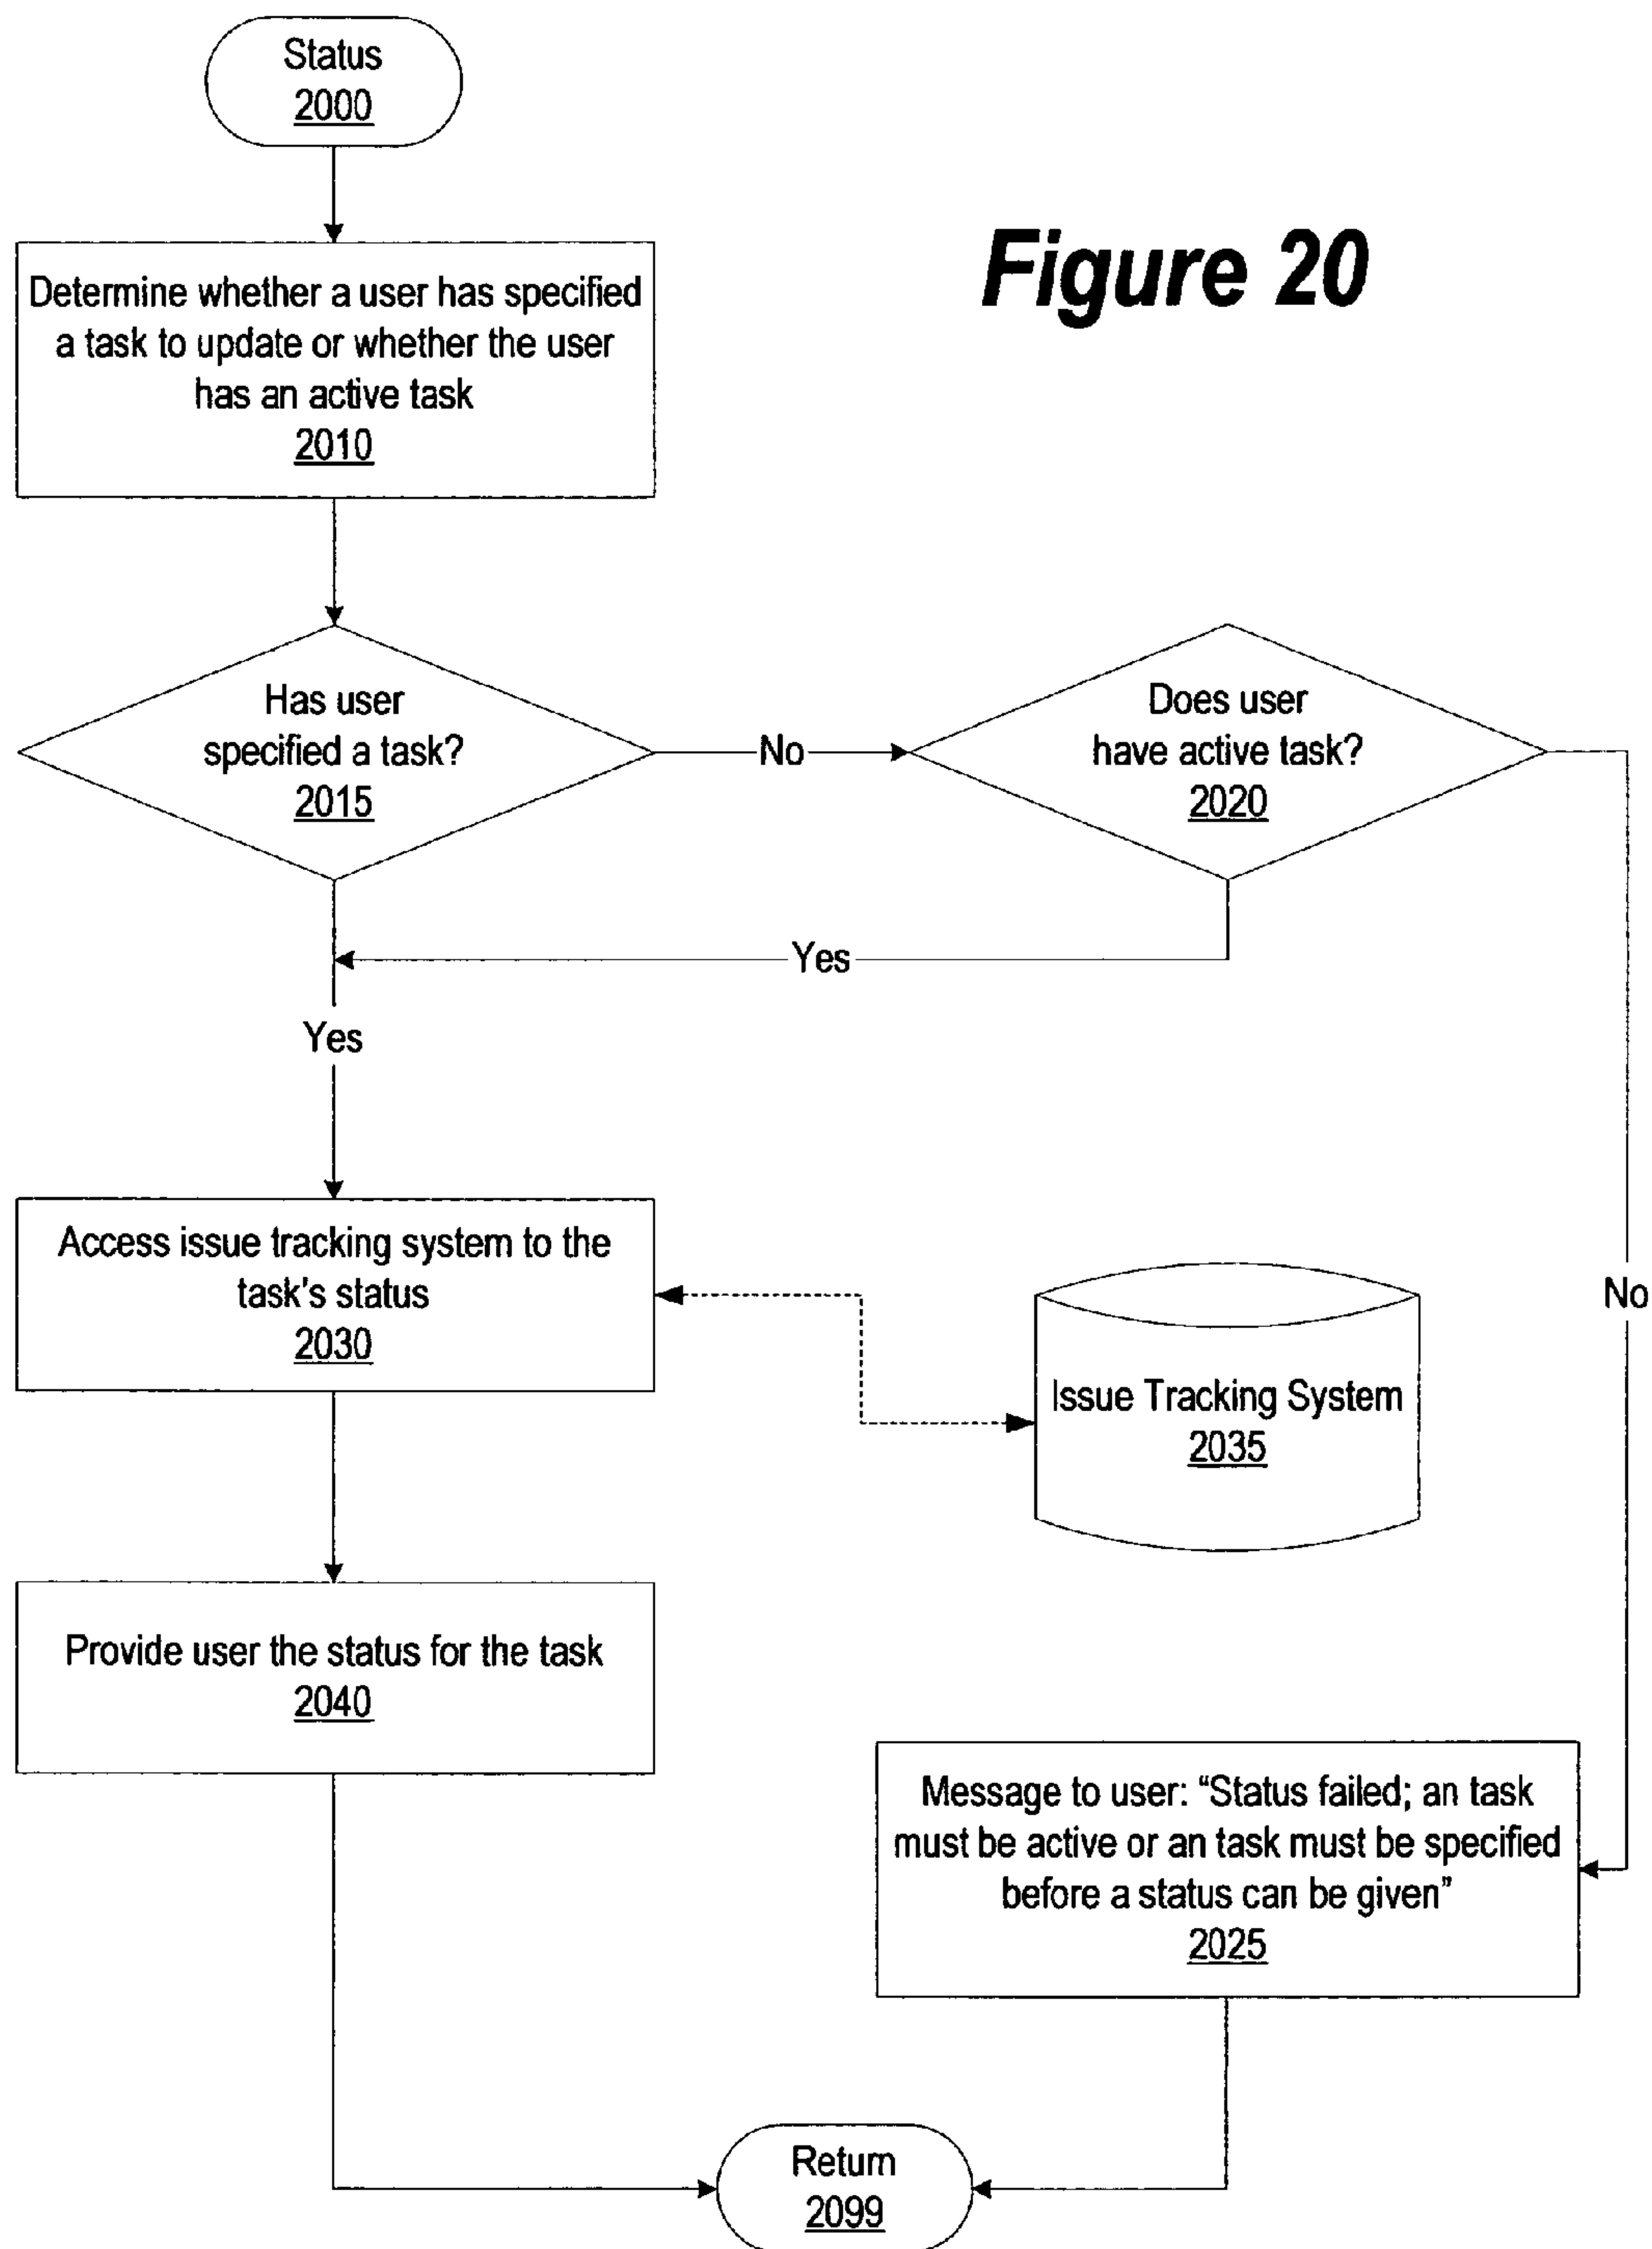 Status
2000
Figure 20
Determine whether a user has specified
a task to update or whether the user
has an active task
2010
Has user
specified a task?
2015
No
Does user
have active task?
2020
Yes
Yes
Access issue tracking system to the
task's status
2030
No
Issue Tracking System
2035
Provide user the status for the task
2040
Message to user: “Status failed; an task
must be active or an task must be specified
before a status can be given”
2025
Return
2099